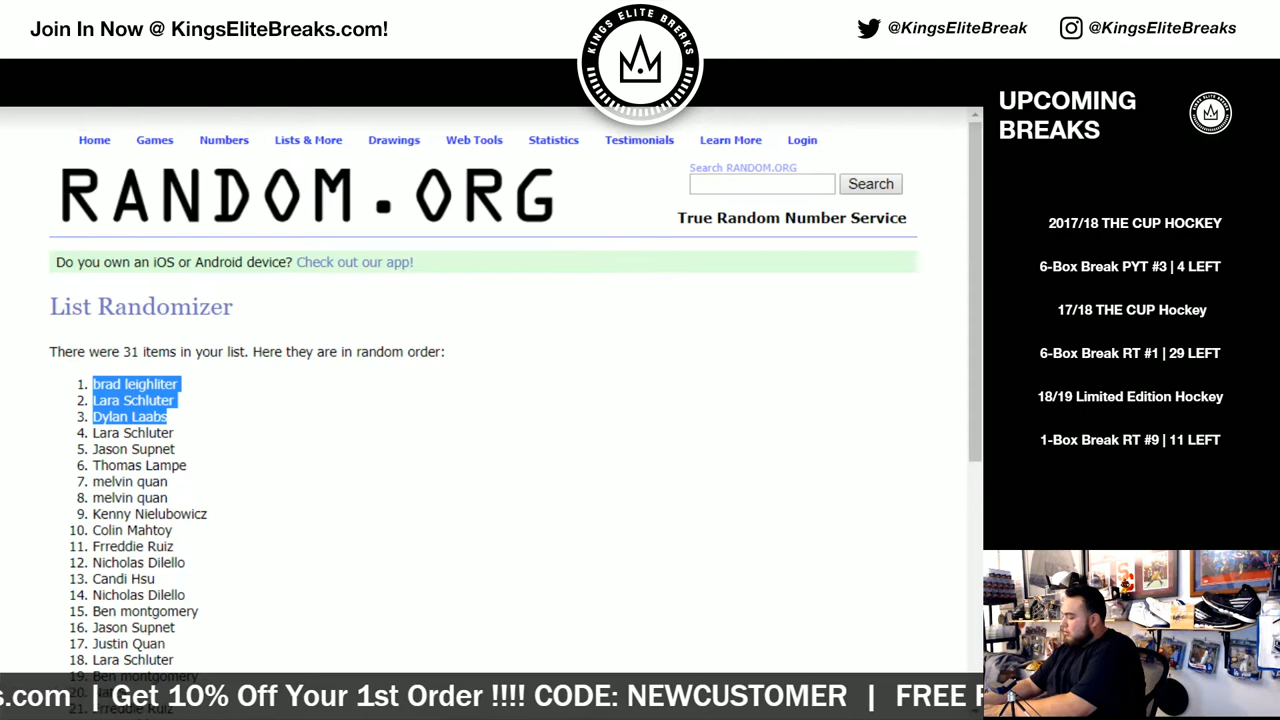 Join In Now @ KingsEliteBreaks.com!
KINGS ELITE BREAKS
@KingsEliteBreak
@KingsEliteBreaks
UPCOMING
BREAKS
2017/18 THE CUP HOCKEY
6-Box Break PYT #3 | 4 LEFT
17/18 THE CUP Hockey
6-Box Break RT #1 | 29 LEFT
18/19 Limited Edition Hockey
1-Box Break RT #9 | 11 LEFT
Home Games Numbers Lists & More Drawings Web Tools Statistics Testimonials Learn More Login
RANDOM.ORG
Search RANDOM.ORG
Search
True Random Number Service
Do you own an iOS or Android device? Check out our app!
List Randomizer
There were 31 items in your list. Here they are in random order:
1. brad leighliter
2. Lara Schluter
3. Dylan Laabs
4. Lara Schluter
5. Jason Supnet
6. Thomas Lampe
7. melvin quan
8. melvin quan
9. Kenny Nielubowicz
10. Colin Mahtoy
11. Frreddie Ruiz
12. Nicholas Dilello
13. Candi Hsu
14. Nicholas Dilello
15. Ben montgomery
16. Jason Supnet
17. Justin Quan
18. Lara Schluter
19. Ben montgomery
20.
21. Frreddie Ruiz
s.com | Get 10% Off Your 1st Order !!!! CODE: NEWCUSTOMER | FREE